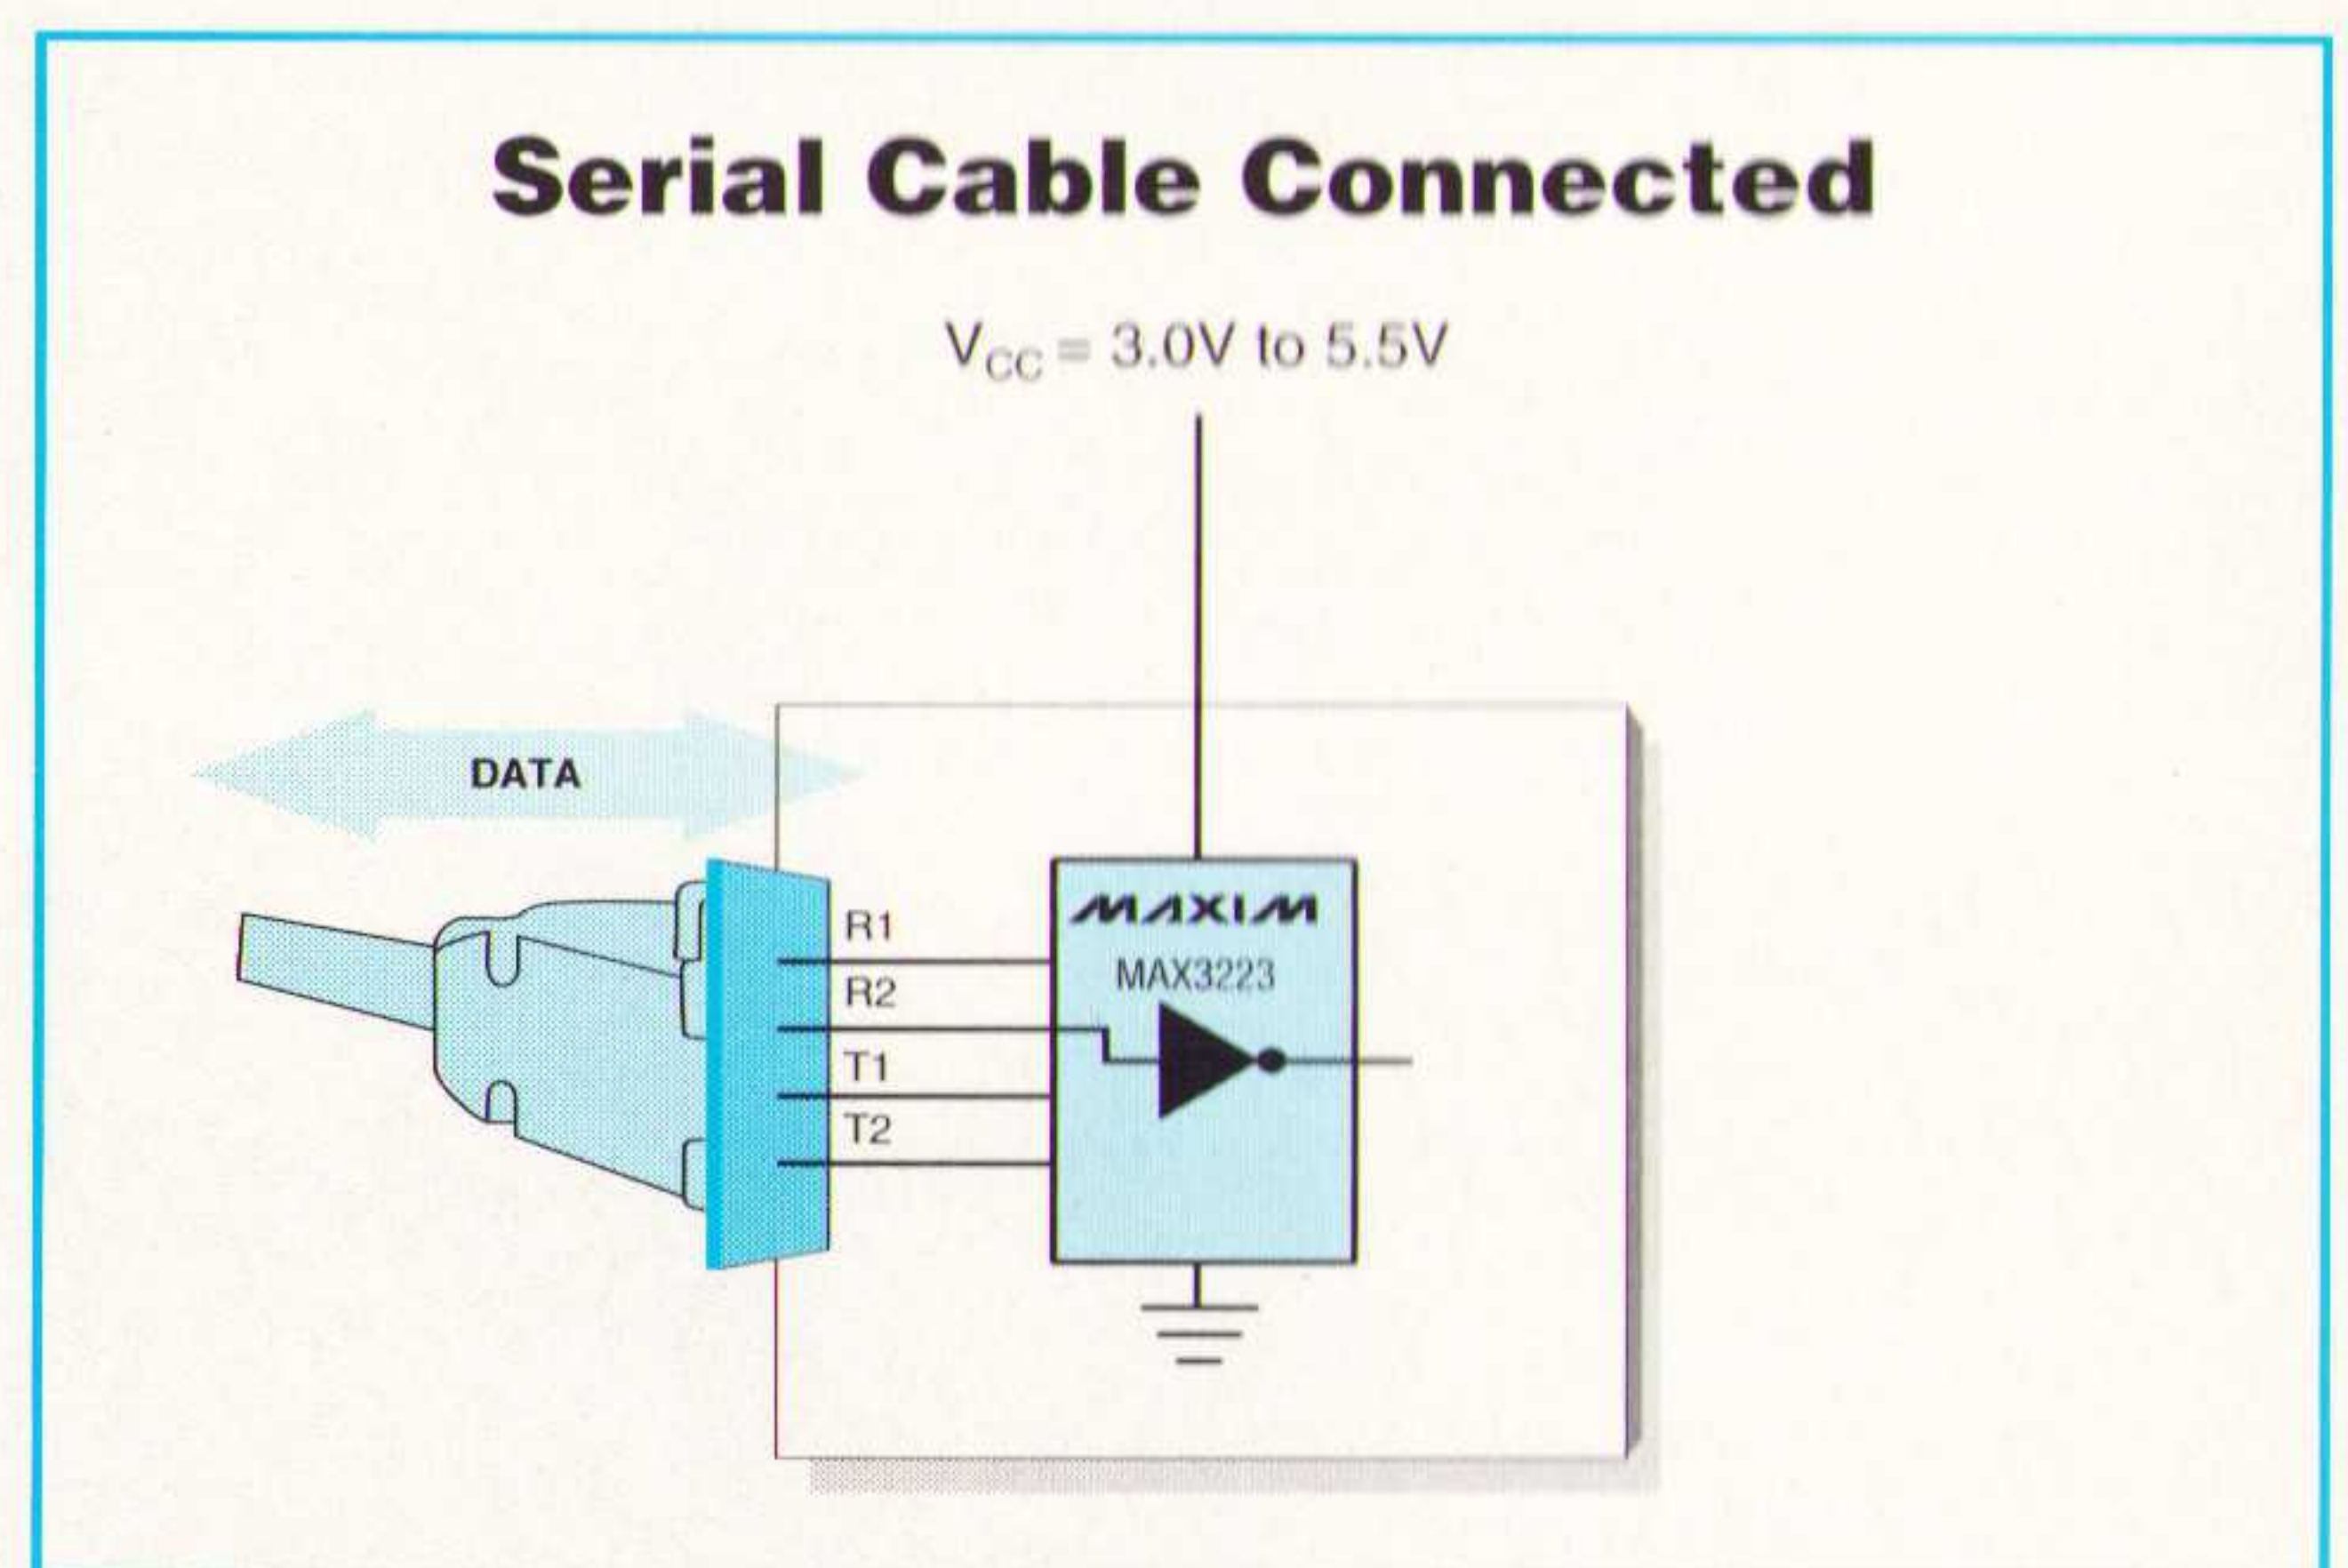 Serial Cable Connected
VCC = 3.0V to 5.5V
DATA
R1
R2
T1
T2
MAXIM
MAX3223